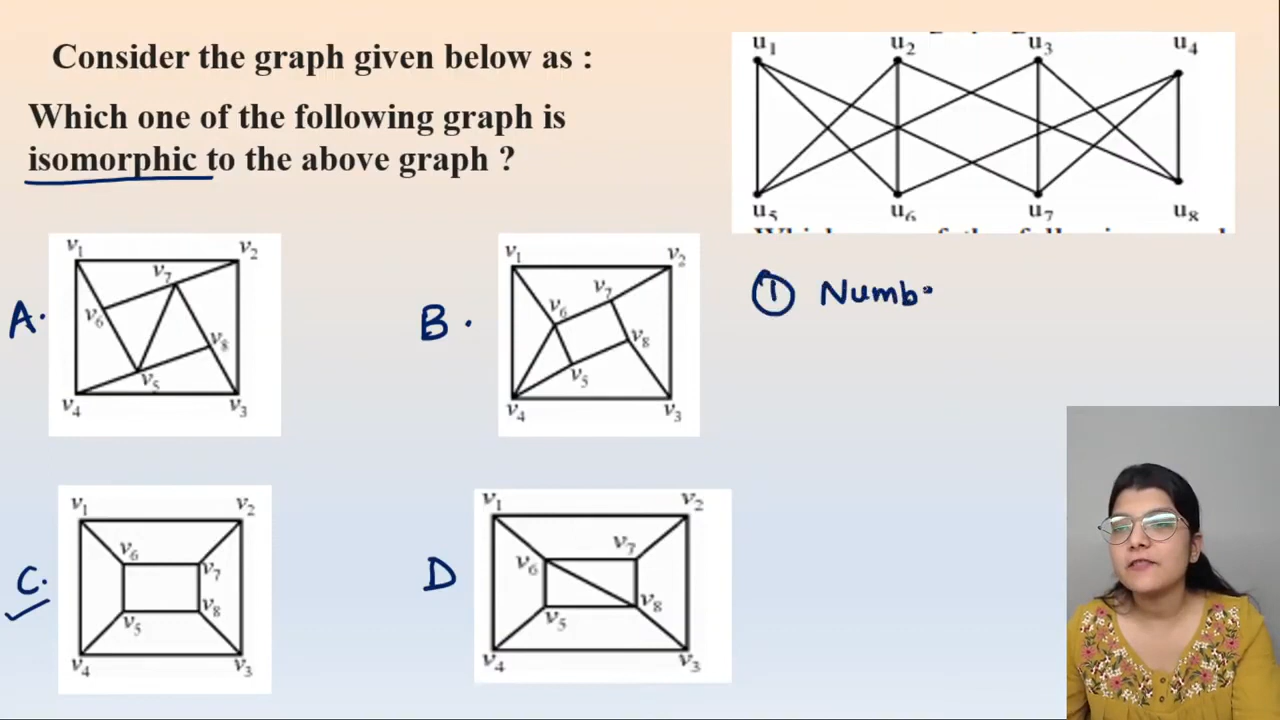 Consider the graph given below as :
Which one of the following graph is
isomorphic to the above graph ?
u1 u2 u3 u4
u5 u6 u7 u8
① Numb
A.
v1 v2
v7
v6
v8
v5
v4 v3
B.
v1 v2
v7
v6
v8
v5
v4 v3
C.
v1 v2
v6
v7
v8
v5
v4 v3
D
v1 v2
v6 v7
v5 v8
v4 v3